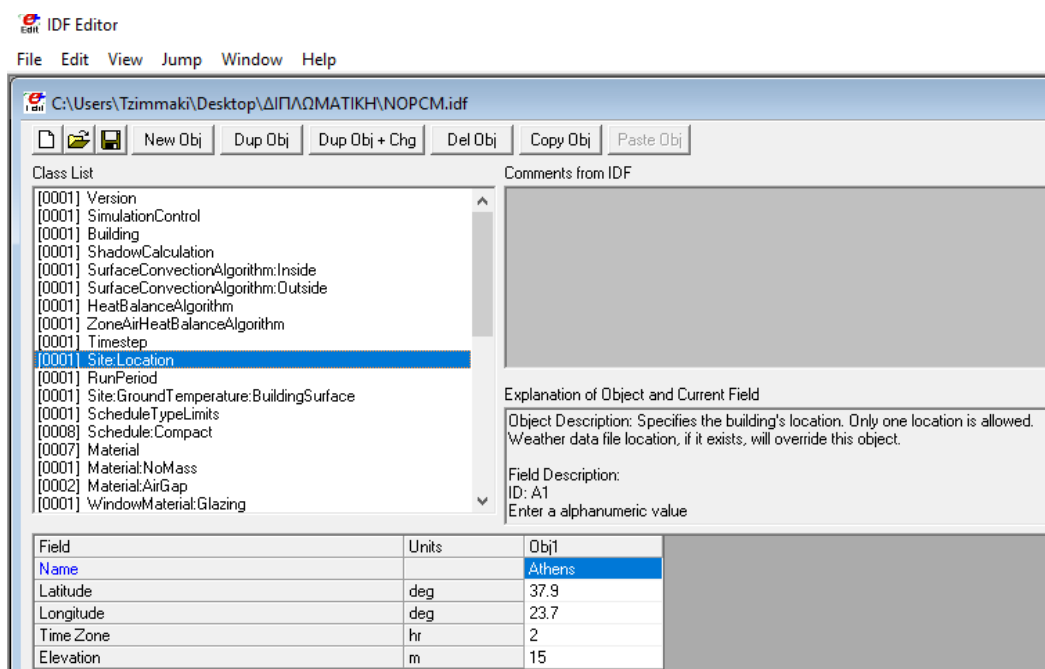 IDF Editor
File Edit View Jump Window Help
C:\Users\Tzimmaki\Desktop\ΔΙΠΛΩΜΑΤΙΚΗ\NOPCM.idf
New Obj Dup Obj Dup Obj + Chg Del Obj Copy Obj Paste Obj
Class List
[0001] Version
[0001] SimulationControl
[0001] Building
[0001] ShadowCalculation
[0001] SurfaceConvectionAlgorithm:Inside
[0001] SurfaceConvectionAlgorithm:Outside
[0001] HeatBalanceAlgorithm
[0001] ZoneAirHeatBalanceAlgorithm
[0001] Timestep
[0001] Site:Location
[0001] RunPeriod
[0001] Site:GroundTemperature:BuildingSurface
[0001] ScheduleTypeLimits
[0008] Schedule:Compact
[0007] Material
[0001] Material:NoMass
[0002] Material:AirGap
[0001] WindowMaterial:Glazing
Comments from IDF
Explanation of Object and Current Field
Object Description: Specifies the building's location. Only one location is allowed.
Weather data file location, if it exists, will override this object.
Field Description:
ID: A1
Enter a alphanumeric value
Field Units Obj1
Name Athens
Latitude deg 37.9
Longitude deg 23.7
Time Zone hr 2
Elevation m 15